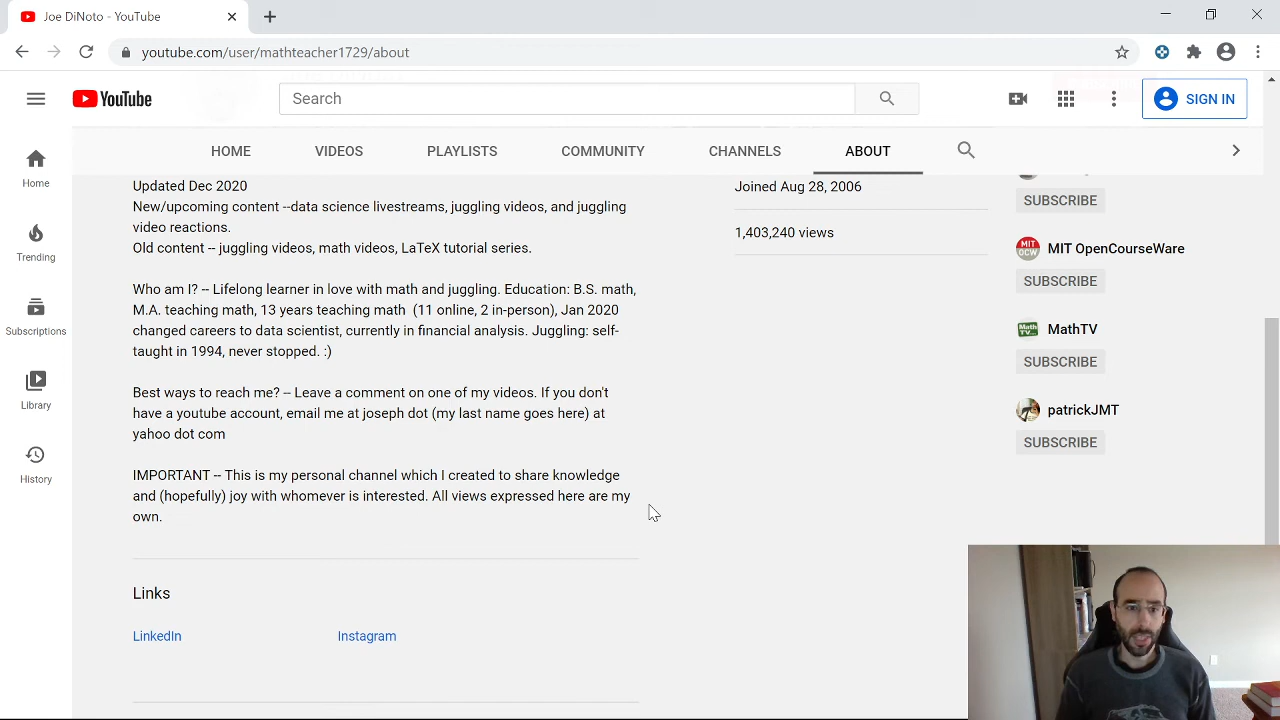 Joe DiNoto - YouTube
youtube.com/user/mathteacher1729/about
YouTube
Search
SIGN IN
HOME
VIDEOS
PLAYLISTS
COMMUNITY
CHANNELS
ABOUT
Home
Trending
Subscriptions
Library
History
Updated Dec 2020
New/upcoming content --data science livestreams, juggling videos, and juggling
video reactions.
Old content -- juggling videos, math videos, LaTeX tutorial series.
Who am I? -- Lifelong learner in love with math and juggling. Education: B.S. math,
M.A. teaching math, 13 years teaching math (11 online, 2 in-person), Jan 2020
changed careers to data scientist, currently in financial analysis. Juggling: self-
taught in 1994, never stopped. :)
Best ways to reach me? -- Leave a comment on one of my videos. If you don't
have a youtube account, email me at joseph dot (my last name goes here) at
yahoo dot com
IMPORTANT -- This is my personal channel which I created to share knowledge
and (hopefully) joy with whomever is interested. All views expressed here are my
own.
Links
LinkedIn
Instagram
Joined Aug 28, 2006
1,403,240 views
SUBSCRIBE
MIT OCW
MIT OpenCourseWare
SUBSCRIBE
MathTV
SUBSCRIBE
patrickJMT
SUBSCRIBE